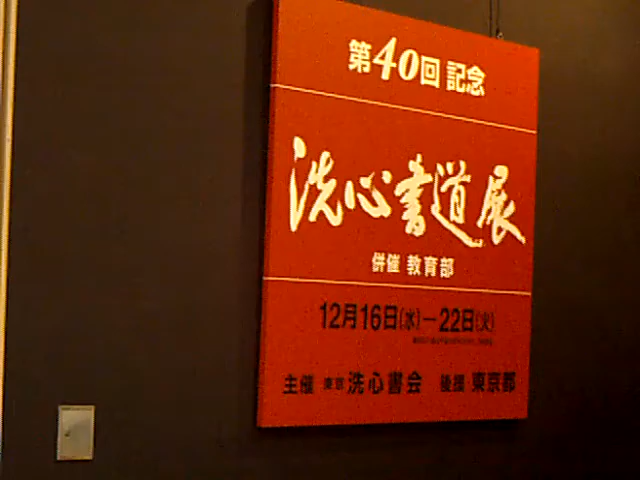 第40回 記念
洗心書道展
併催 教育部
12月16日(水)ー22日(火)
主催 東京 洗心書会 後援 東京都